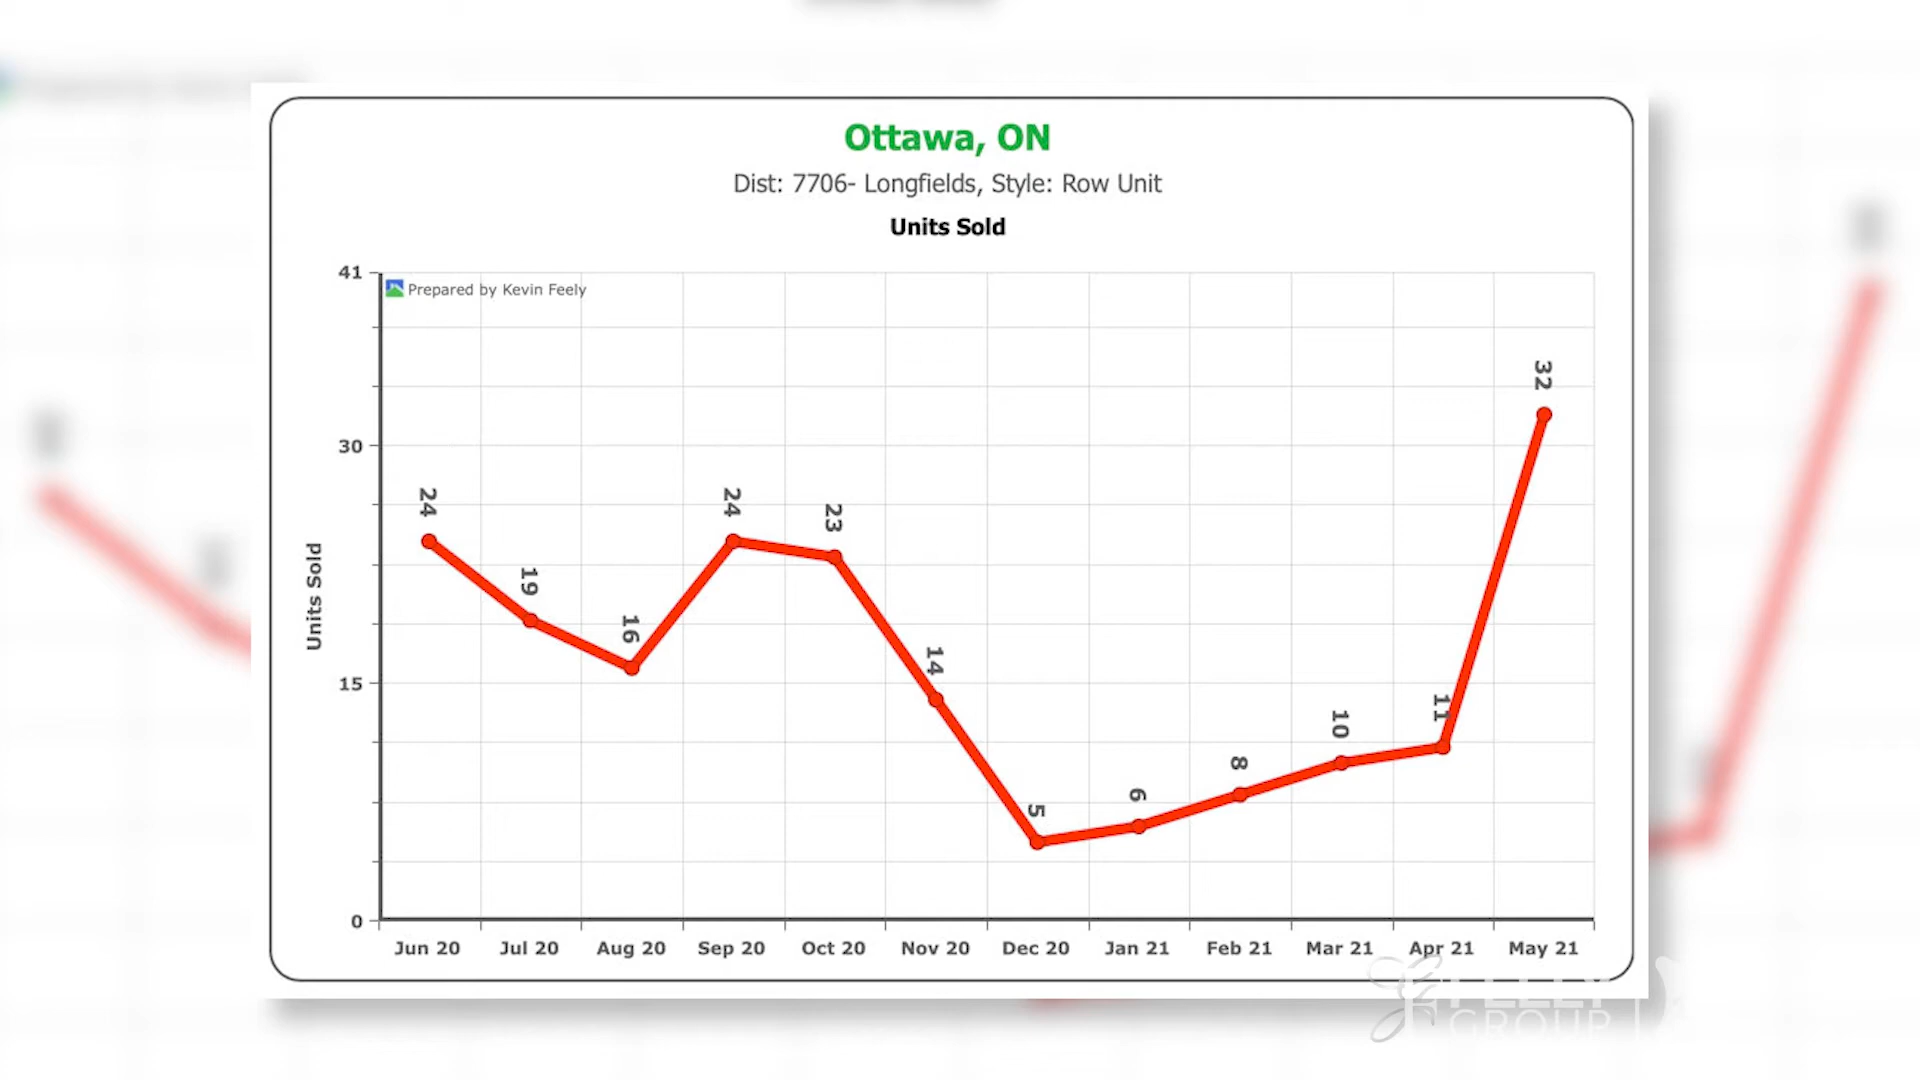 Ottawa, ON
Dist: 7706- Longfields, Style: Row Unit
Units Sold
Prepared by Kevin Feely
41
30
15
0
Units Sold
24
19
16
24
23
14
5
6
8
10
11
32
Jun 20 Jul 20 Aug 20 Sep 20 Oct 20 Nov 20 Dec 20 Jan 21 Feb 21 Mar 21 Apr 21 May 21
FEELY
GROUP